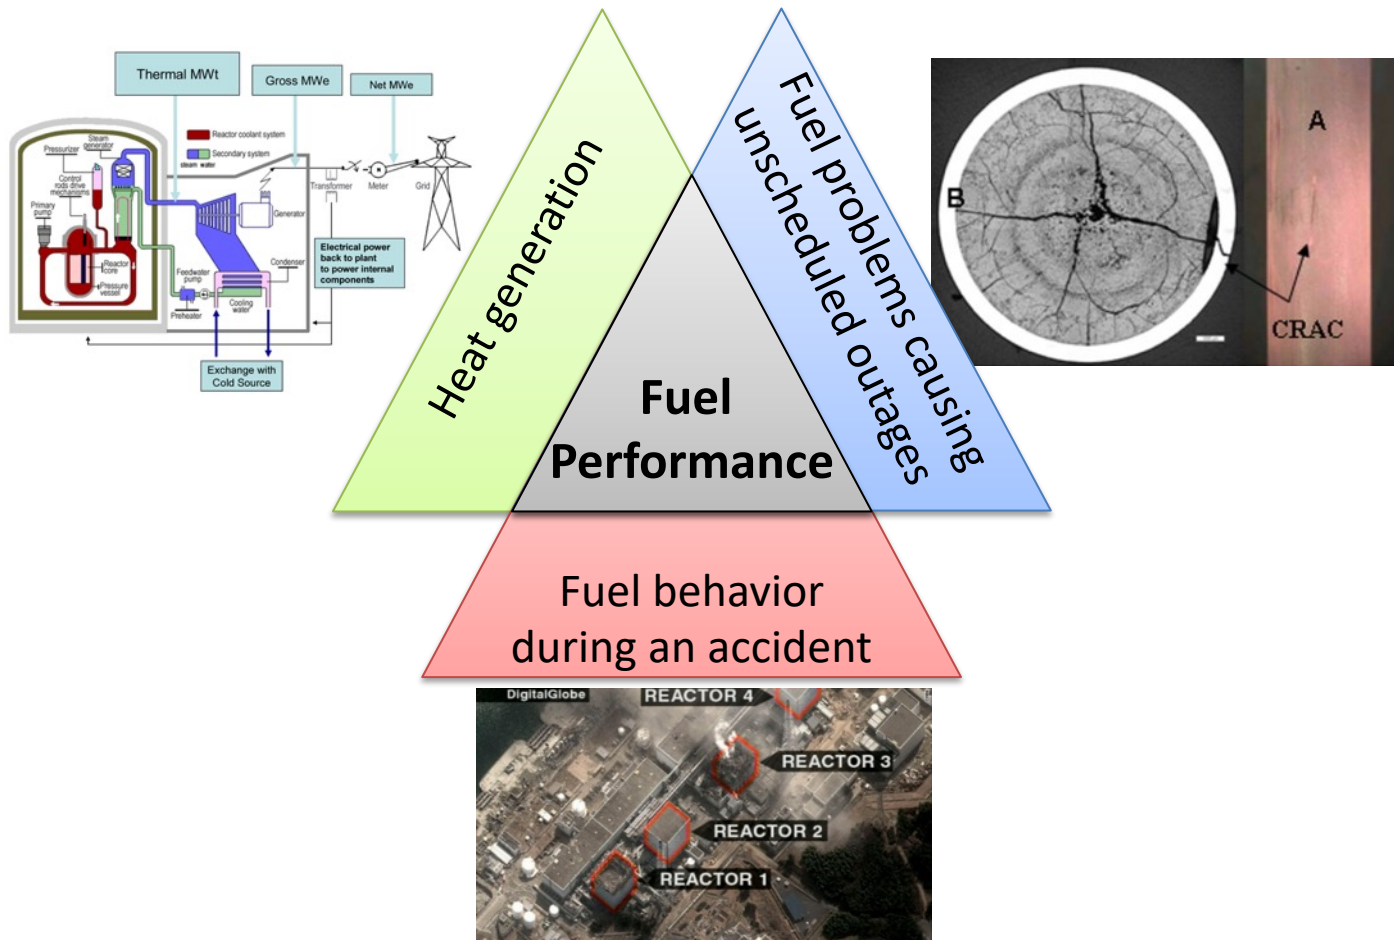 Thermal MWt
Gross MWe
Net MWe
Reactor coolant system
Secondary system
steam water
Steam
generator
Pressurizer
Control
rods drive
mechanisms
Primary
pump
Reactor
core
Pressure
vessel
Feedwater
pump
Preheater
Cooling
water
Condenser
Generator
Transformer
Meter
Grid
Electrical power
back to plant
to power internal
components
Exchange with
Cold Source
Heat generation
Fuel problems causing
unscheduled outages
Fuel
Performance
Fuel behavior
during an accident
B
A
CRAC
DigitalGlobe
REACTOR 4
REACTOR 3
REACTOR 2
REACTOR 1